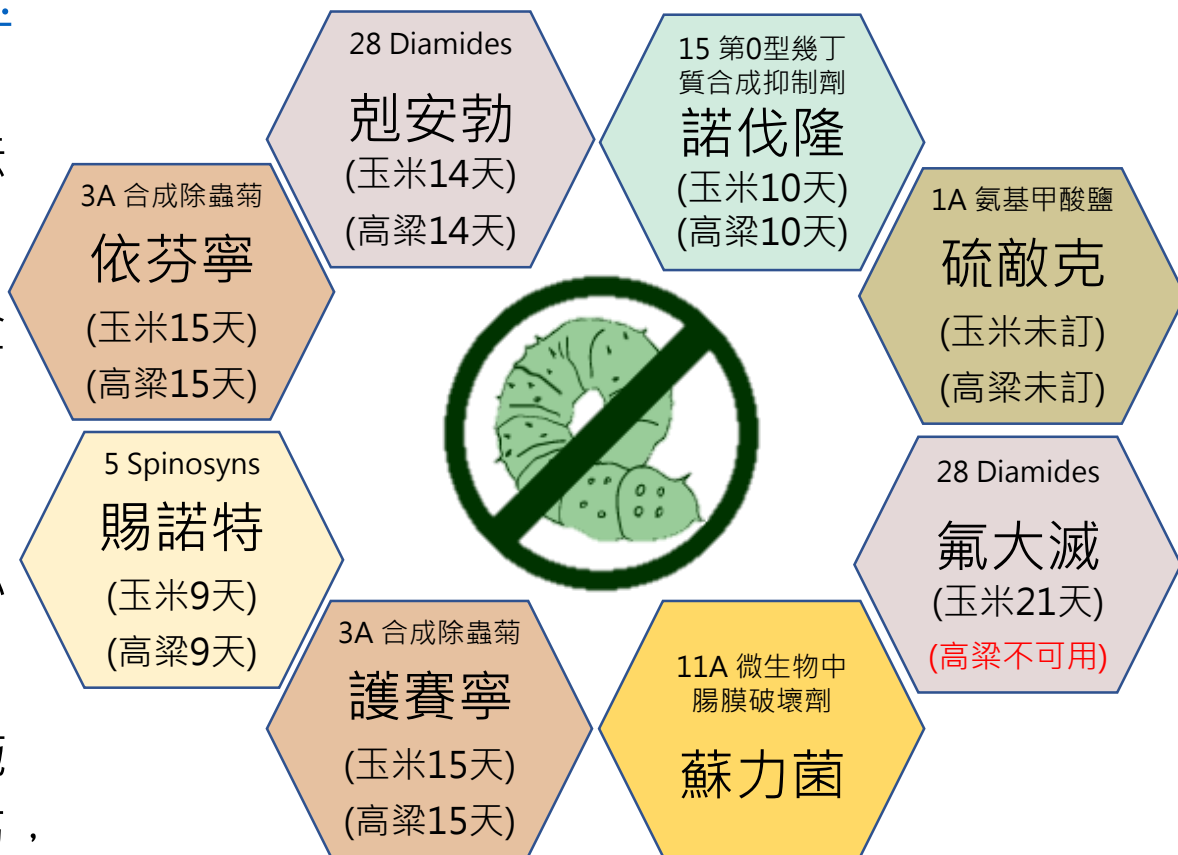 28 Diamides
剋安勃
(玉米14天)
(高粱14天)
15 第0型幾丁
質合成抑制劑
諾伐隆
(玉米10天)
(高粱10天)
3A 合成除蟲菊
依芬寧
(玉米15天)
(高粱15天)
1A 氨基甲酸鹽
硫敵克
(玉米未訂)
(高粱未訂)
5 Spinosyns
賜諾特
(玉米9天)
(高粱9天)
28 Diamides
氟大滅
(玉米21天)
(高粱不可用)
3A 合成除蟲菊
護賽寧
(玉米15天)
(高粱15天)
11A 微生物中
腸膜破壞劑
蘇力菌